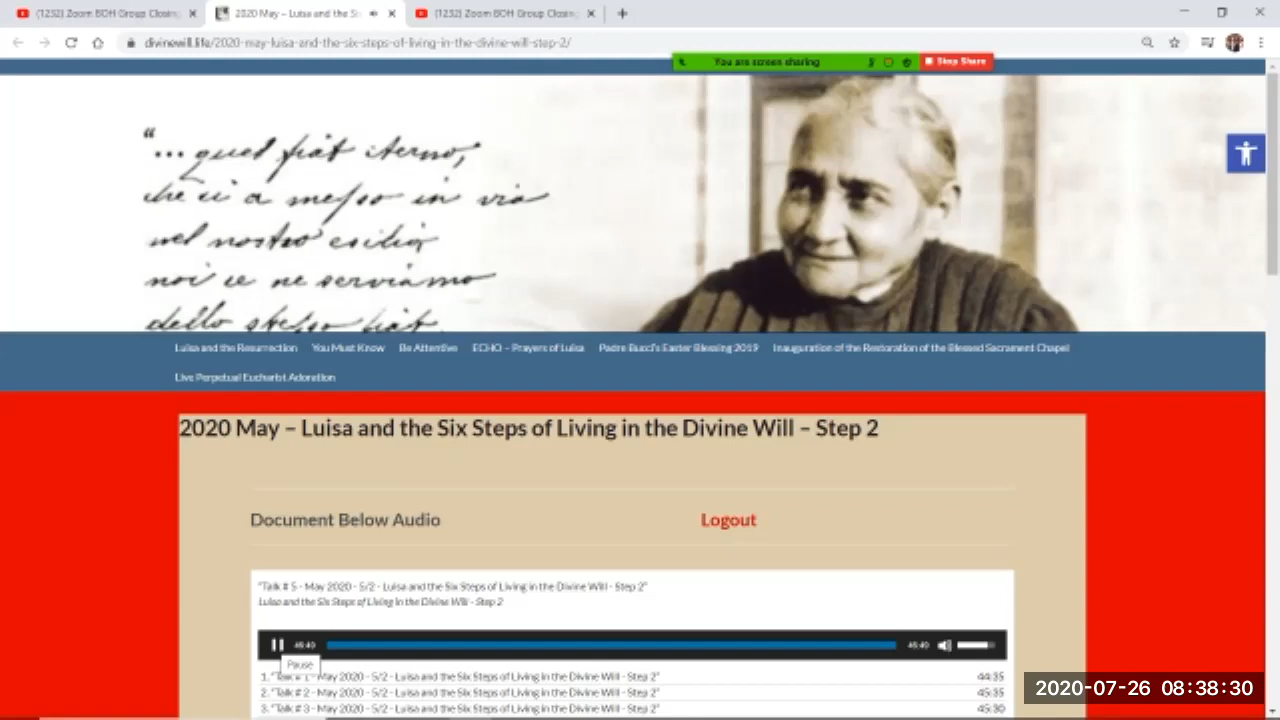 (1232) Zoom BOH Group Closing
2020 May – Luisa and the Si
(1232) Zoom BOH Group Closing
divinewill.life/2020-may-luisa-and-the-six-steps-of-living-in-the-divine-will-step-2/
You are screen sharing
Stop Share
“... quel fiat eterno,
che ci a messo in via
nel nostro esilio
noi ce ne serviamo
dello stesso fiat
Luisa and the Resurrection You Must Know Be Attentive ECHO – Prayers of Luisa Padre Bucci's Easter Blessing 2019 Inauguration of the Restoration of the Blessed Sacrament Chapel
Live Perpetual Eucharist Adoration
2020 May – Luisa and the Six Steps of Living in the Divine Will – Step 2
Document Below Audio Logout
"Talk # 5 - May 2020 - 5/2 - Luisa and the Six Steps of Living in the Divine Will - Step 2"
Luisa and the Six Steps of Living in the Divine Will - Step 2
45:49 45:49
Pause
1. "Talk # 1 - May 2020 - 5/2 - Luisa and the Six Steps of Living in the Divine Will - Step 2" 44:35
2. "Talk # 2 - May 2020 - 5/2 - Luisa and the Six Steps of Living in the Divine Will - Step 2" 45:35
3. "Talk # 3 - May 2020 - 5/2 - Luisa and the Six Steps of Living in the Divine Will - Step 2" 45:30
2020-07-26 08:38:30